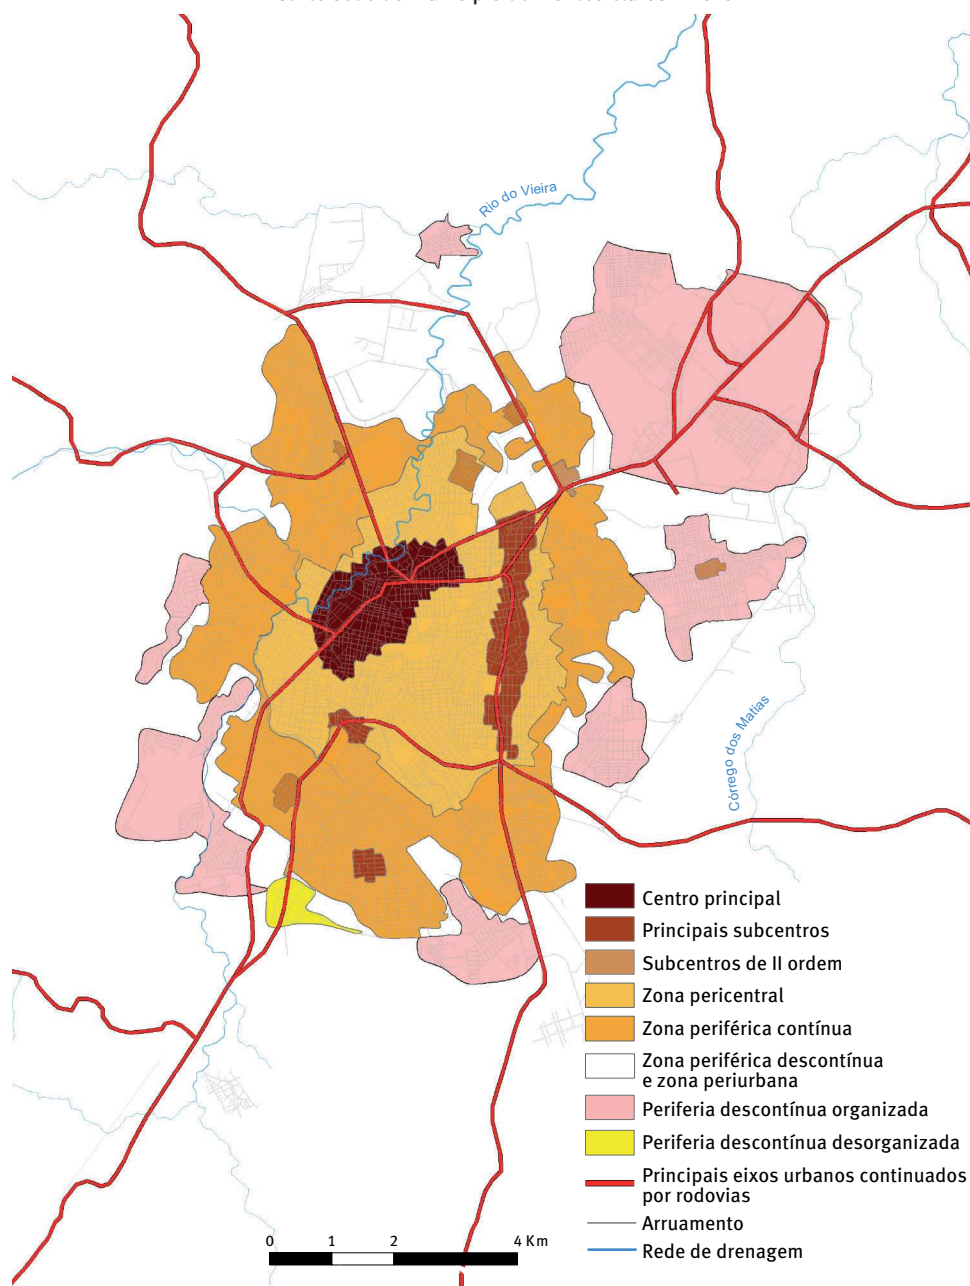 Rio do Vieira
Córrego dos Matias
Centro principal
Principais subcentros
Subcentros de II ordem
Zona pericentral
Zona periférica contínua
Zona periférica descontínua
e zona periurbana
Periferia descontínua organizada
Periferia descontínua desorganizada
Principais eixos urbanos continuados
por rodovias
Arruamento
Rede de drenagem
0 1 2 4 Km